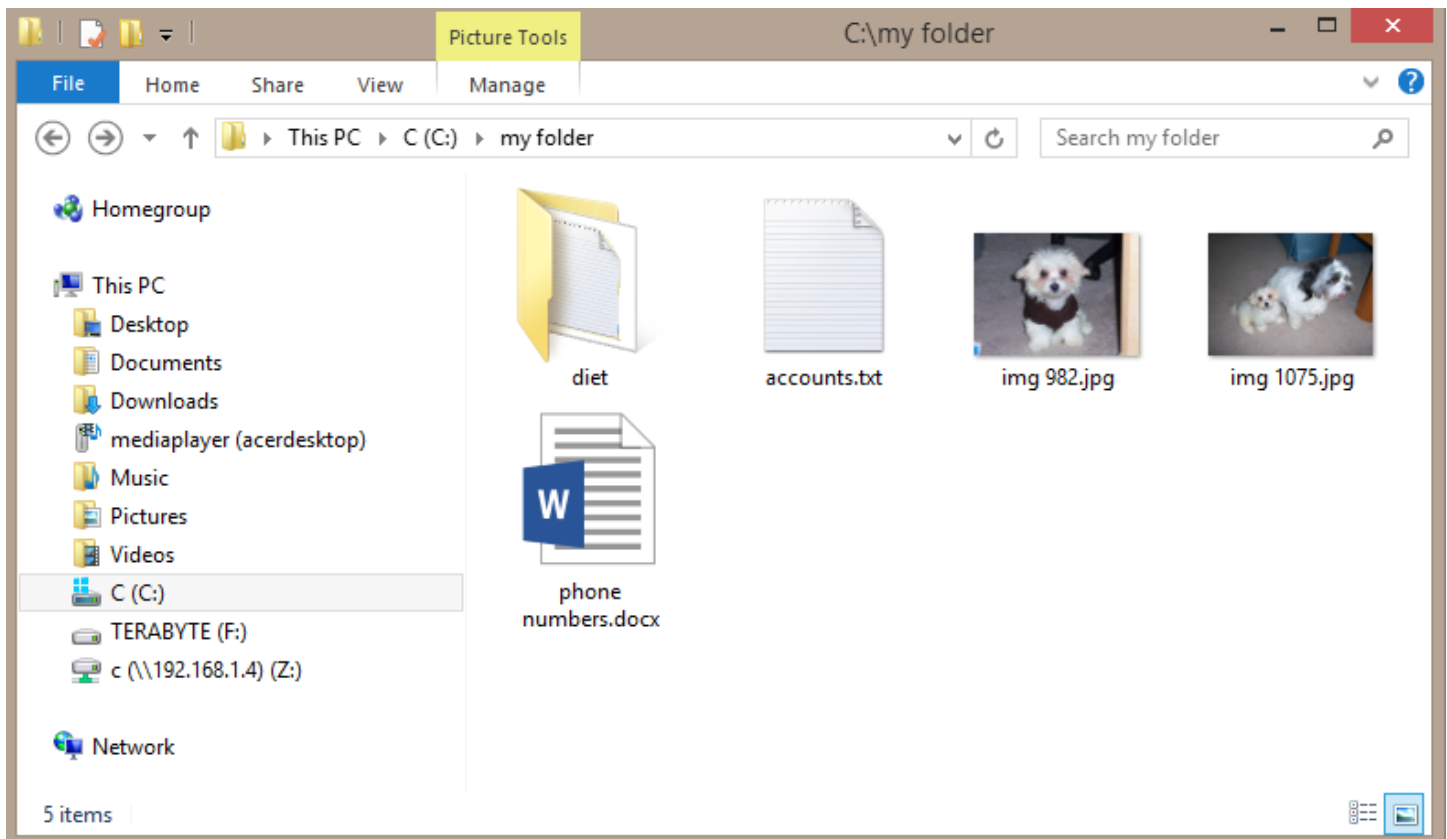 Picture Tools
C:\my folder
File
Home
Share
View
Manage
This PC
C (C:)
my folder
Search my folder
Homegroup
This PC
Desktop
Documents
Downloads
mediaplayer (acerdesktop)
Music
Pictures
Videos
C (C:)
TERABYTE (F:)
c (\\192.168.1.4) (Z:)
Network
diet
accounts.txt
img 982.jpg
img 1075.jpg
W
phone
numbers.docx
5 items